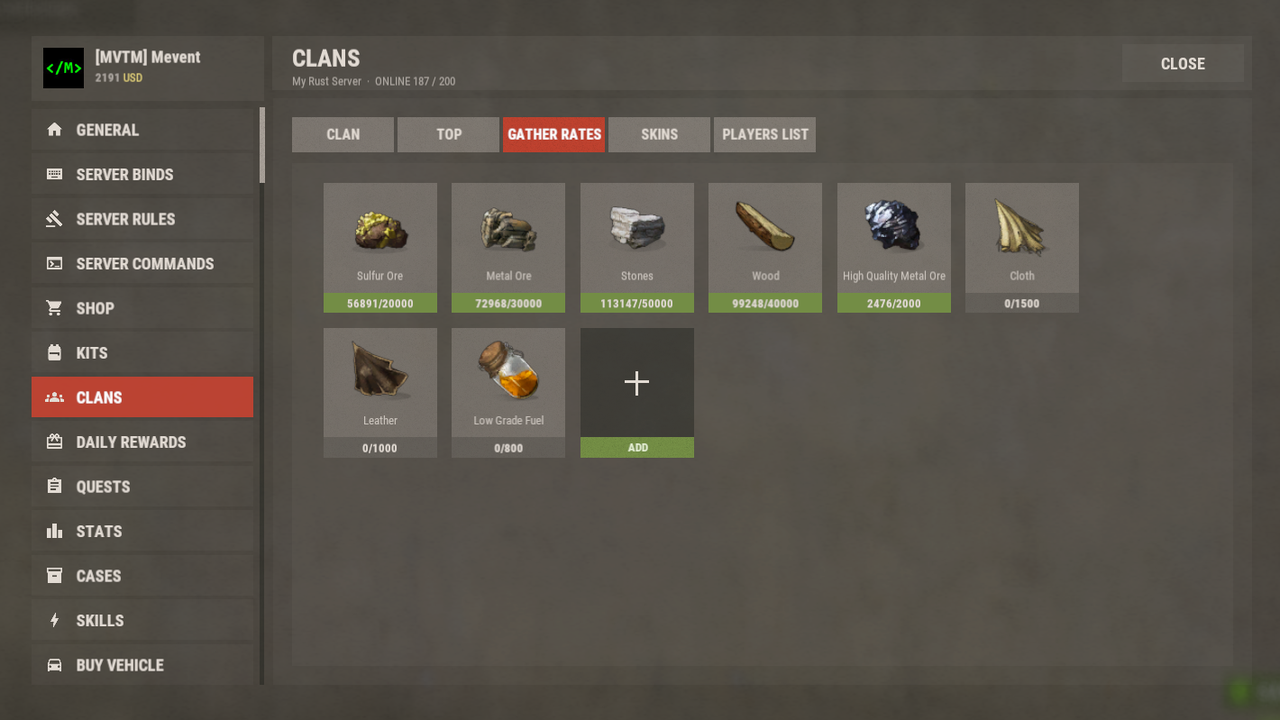 </M>
[MVTM] Mevent
2191 USD
GENERAL
SERVER BINDS
SERVER RULES
SERVER COMMANDS
SHOP
KITS
CLANS
DAILY REWARDS
QUESTS
STATS
CASES
SKILLS
BUY VEHICLE
CLANS
My Rust Server · ONLINE 187 / 200
CLOSE
CLAN TOP GATHER RATES SKINS PLAYERS LIST
Sulfur Ore Metal Ore Stones Wood High Quality Metal Ore Cloth
56891/20000 72968/30000 113147/50000 99248/40000 2476/2000 0/1500
Leather Low Grade Fuel
0/1000 0/800 ADD